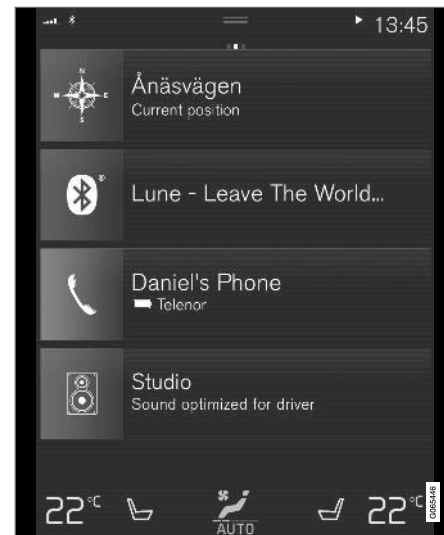 13:45
N
W E
S
Ånäsvägen
Current position
Lune - Leave The World...
Daniel's Phone
Telenor
Studio
Sound optimized for driver
22°C
AUTO
22°C
G065446